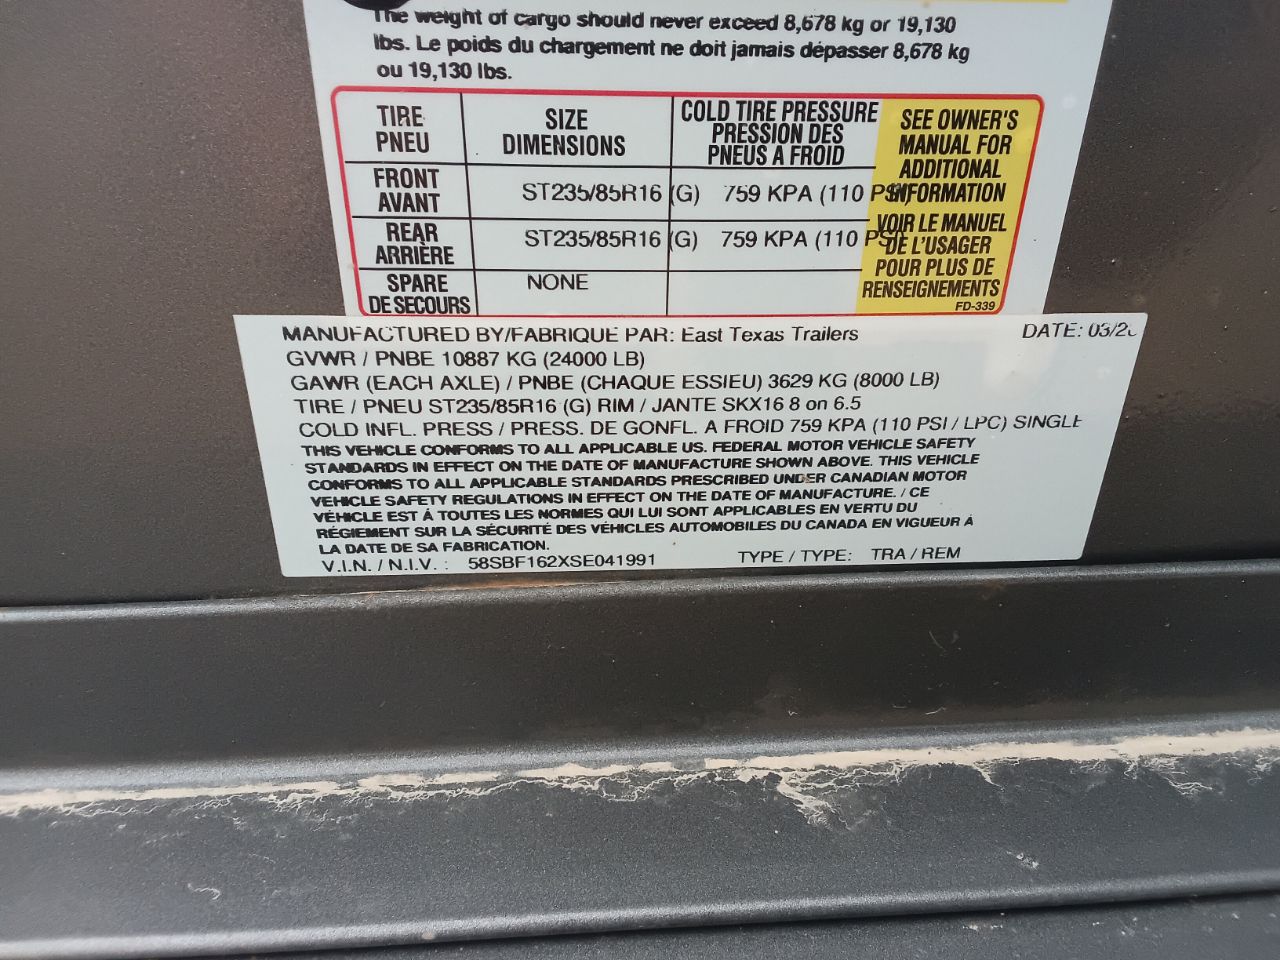 The weight of cargo should never exceed 8,678 kg or 19,130
lbs. Le poids du chargement ne doit jamais dépasser 8,678 kg
ou 19,130 lbs.
TIRE
PNEU
SIZE
DIMENSIONS
COLD TIRE PRESSURE
PRESSION DES
PNEUS A FROID
SEE OWNER'S
MANUAL FOR
ADDITIONAL
INFORMATION
VOIR LE MANUEL
DE L'USAGER
POUR PLUS DE
RENSEIGNEMENTS
FD-339
FRONT
AVANT
ST235/85R16 (G) 759 KPA (110 PSI)
REAR
ARRIÈRE
ST235/85R16 (G) 759 KPA (110 PSI)
SPARE
DE SECOURS
NONE
MANUFACTURED BY/FABRIQUE PAR: East Texas Trailers DATE: 03/2
GVWR / PNBE 10887 KG (24000 LB)
GAWR (EACH AXLE) / PNBE (CHAQUE ESSIEU) 3629 KG (8000 LB)
TIRE / PNEU ST235/85R16 (G) RIM / JANTE SKX16 8 on 6.5
COLD INFL. PRESS / PRESS. DE GONFL. A FROID 759 KPA (110 PSI / LPC) SINGLE
THIS VEHICLE CONFORMS TO ALL APPLICABLE US. FEDERAL MOTOR VEHICLE SAFETY
STANDARDS IN EFFECT ON THE DATE OF MANUFACTURE SHOWN ABOVE. THIS VEHICLE
CONFORMS TO ALL APPLICABLE STANDARDS PRESCRIBED UNDER CANADIAN MOTOR
VEHICLE SAFETY REGULATIONS IN EFFECT ON THE DATE OF MANUFACTURE. / CE
VÉHICLE EST Á TOUTES LES NORMES QUI LUI SONT APPLICABLES EN VERTU DU
RÉGIEMENT SUR LA SÉCURITÉ DES VÉHICLES AUTOMOBILES DU CANADA EN VIGUEUR Á
LA DATE DE SA FABRICATION.
V.I.N. / N.I.V. : 58SBF162XSE041991 TYPE / TYPE: TRA / REM